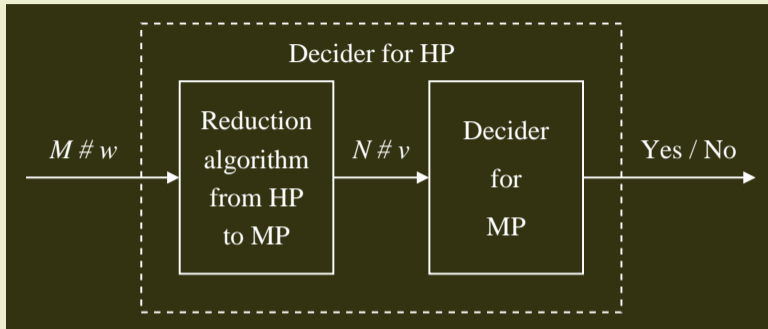 Decider for HP
M # w
Reduction
algorithm
from HP
to MP
N # v
Decider
for
MP
Yes / No